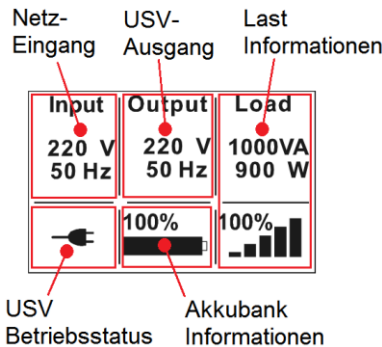 Netz-
Eingang
USV-
Ausgang
Last
Informationen
Input
220 V
50 Hz
Output
220 V
50 Hz
Load
1000VA
900 W
100%
100%
USV
Betriebsstatus
Akkubank
Informationen